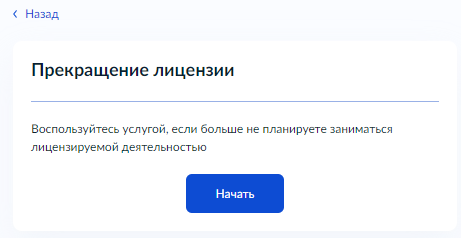 Назад
Прекращение лицензии
Воспользуйтесь услугой, если больше не планируете заниматься
лицензируемой деятельностью
Начать